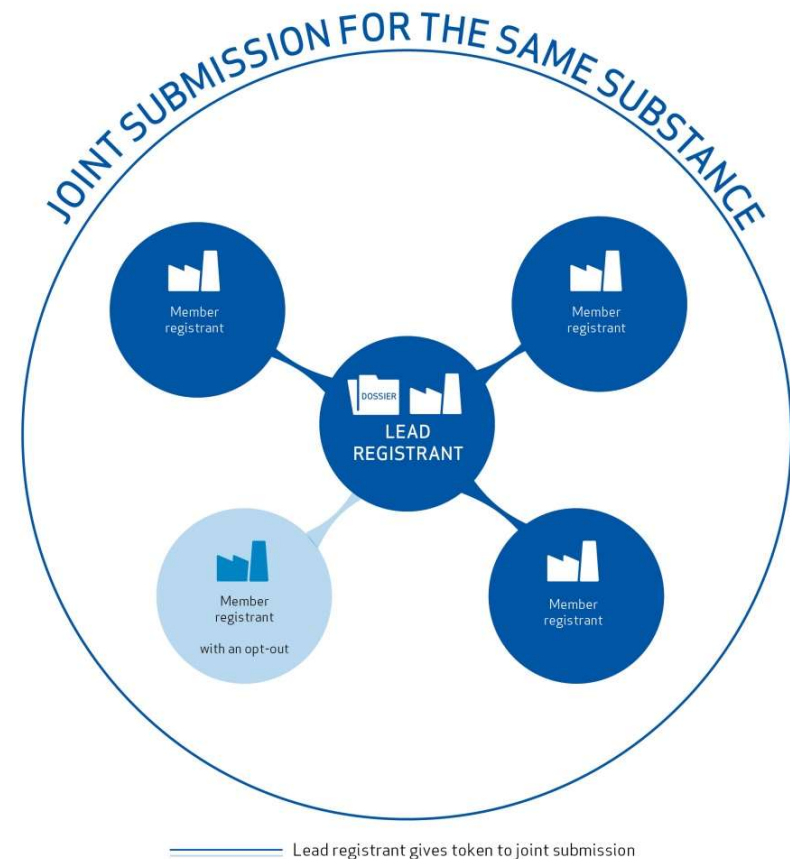 JOINT SUBMISSION FOR THE SAME SUBSTANCE
Member
registrant
Member
registrant
DOSSIER
LEAD
REGISTRANT
Member
registrant
with an opt-out
Member
registrant
Lead registrant gives token to joint submission